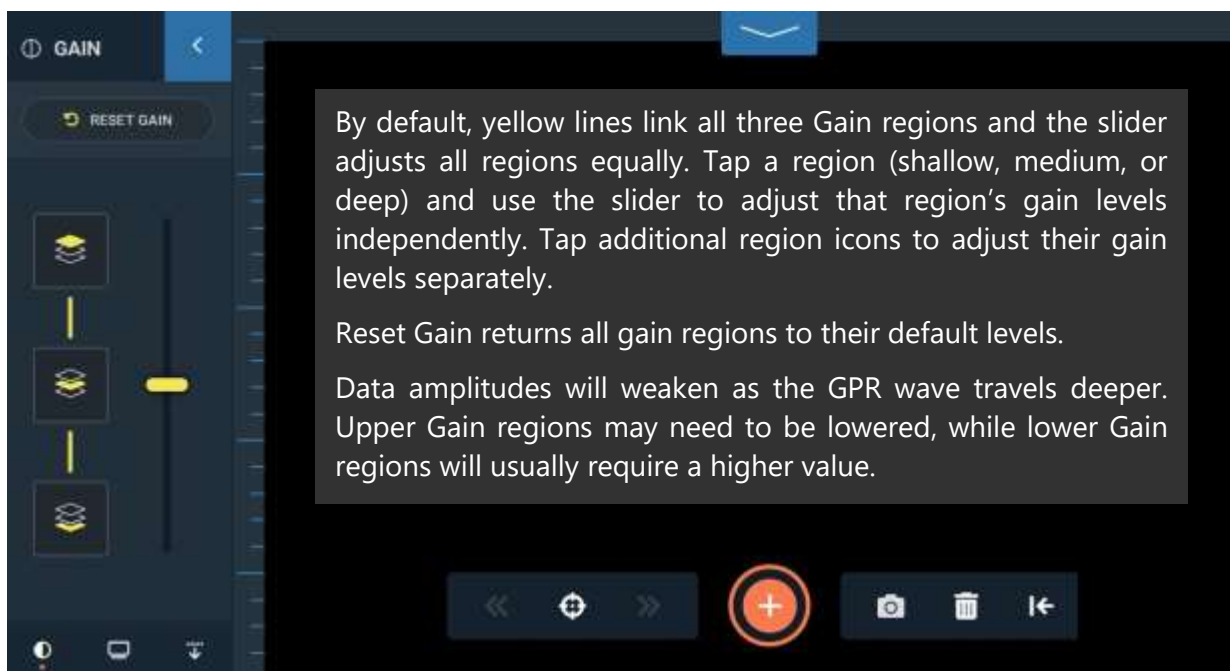 GAIN
RESET GAIN
By default, yellow lines link all three Gain regions and the slider
adjusts all regions equally. Tap a region (shallow, medium, or
deep) and use the slider to adjust that region’s gain levels
independently. Tap additional region icons to adjust their gain
levels separately.
Reset Gain returns all gain regions to their default levels.
Data amplitudes will weaken as the GPR wave travels deeper.
Upper Gain regions may need to be lowered, while lower Gain
regions will usually require a higher value.